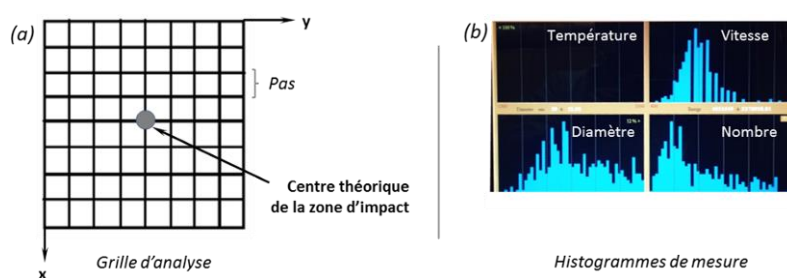 (a)
y
Pas
Centre théorique
de la zone d'impact
x
Grille d'analyse
(b)
Température
Vitesse
Diamètre
Nombre
Histogrammes de mesure